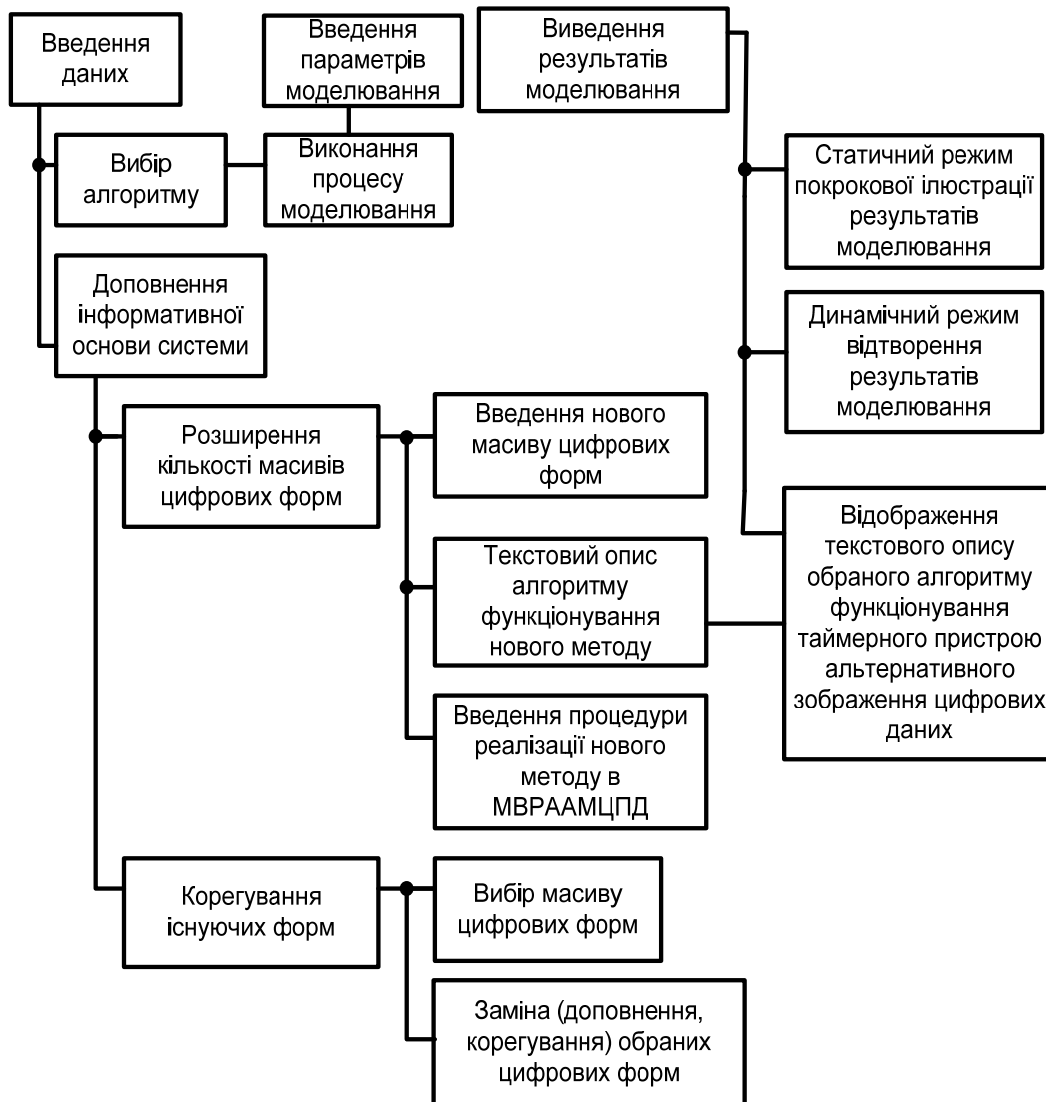 Введення
даних
Введення
параметрів
моделювання
Виведення
результатів
моделювання
Вибір
алгоритму
Виконання
процесу
моделювання
Статичний режим
покрокової ілюстрації
результатів
моделювання
Доповнення
інформативної
основи системи
Динамічний режим
відтворення
результатів
моделювання
Розширення
кількості масивів
цифрових форм
Введення нового
масиву цифрових
форм
Текстовий опис
алгоритму
функціонування
нового методу
Відображення
текстового опису
обраного алгоритму
функціонування
таймерного пристрою
альтернативного
зображення цифрових
даних
Введення процедури
реалізації нового
методу в
МВРААМЦПД
Корегування
існуючих форм
Вибір масиву
цифрових форм
Заміна (доповнення,
корегування) обраних
цифрових форм